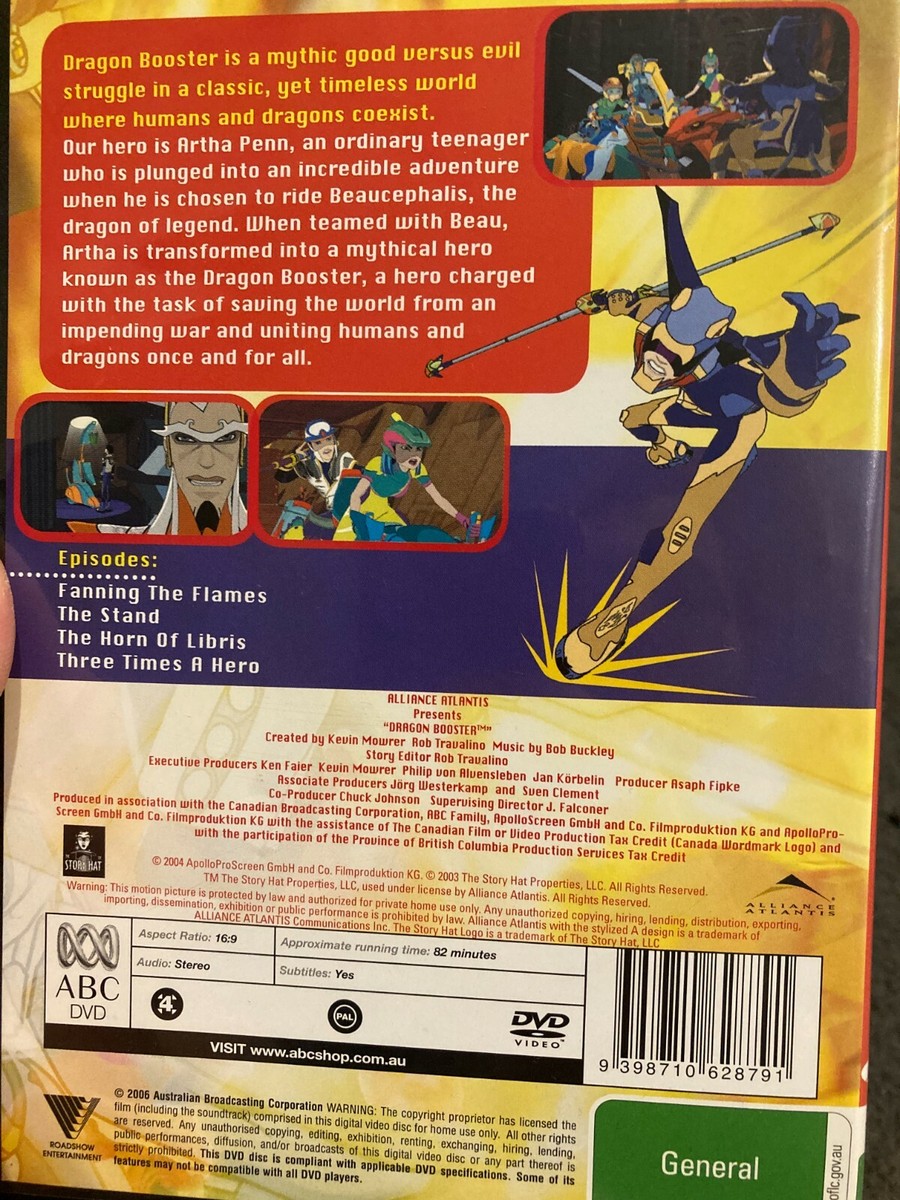 Dragon Booster is a mythic good versus evil
struggle in a classic, yet timeless world
where humans and dragons coexist.
Our hero is Artha Penn, an ordinary teenager
who is plunged into an incredible adventure
when he is chosen to ride Beaucephalis, the
dragon of legend. When teamed with Beau,
Artha is transformed into a mythical hero
known as the Dragon Booster, a hero charged
with the task of saving the world from an
impending war and uniting humans and
dragons once and for all.
Episodes:
Fanning The Flames
The Stand
The Horn Of Libris
Three Times A Hero
ALLIANCE ATLANTIS
Presents
"DRAGON BOOSTER™"
Created by Kevin Mowrer Rob Travalino Music by Bob Buckley
Story Editor Rob Travalino
Executive Producers Ken Faier Kevin Mowrer Philip von Alvensleben Jan Körbelin Producer Asaph Fipke
Associate Producers Jörg Westerkamp and Sven Clement
Co-Producer Chuck Johnson Supervising Director J. Falconer
Produced in association with the Canadian Broadcasting Corporation, ABC Family, ApolloScreen GmbH and Co. Filmproduktion KG and ApolloPro-
Screen GmbH and Co. Filmproduktion KG with the assistance of The Canadian Film or Video Production Tax Credit (Canada Wordmark Logo) and
with the participation of the Province of British Columbia Production Services Tax Credit
THE STORY HAT
© 2004 ApolloProScreen GmbH and Co. Filmproduktion KG. © 2003 The Story Hat Properties, LLC. All Rights Reserved.
TM The Story Hat Properties, LLC, used under license by Alliance Atlantis. All Rights Reserved.
Warning: This motion picture is protected by law and authorized for private home use only. Any unauthorized copying, hiring, lending, distribution, exporting,
importing, dissemination, exhibition or public performance is prohibited by law. Alliance Atlantis with the stylized A design is a trademark of
ALLIANCE ATLANTIS Communications Inc. The Story Hat Logo is a trademark of The Story Hat, LLC
ALLIANCE
ATLANTIS
ABC
DVD
Aspect Ratio: 16:9
Approximate running time: 82 minutes
Audio: Stereo
Subtitles: Yes
4
PAL
DVD
VIDEO™
VISIT www.abcshop.com.au
9 398710 628791
ROADSHOW
ENTERTAINMENT
© 2006 Australian Broadcasting Corporation WARNING: The copyright proprietor has licensed the
film (including the soundtrack) comprised in this digital video disc for home use only. All other rights
are reserved. Any unauthorised copying, editing, exhibition, renting, exchanging, hiring, lending,
public performances, diffusion, and/or broadcasts of this digital video disc or any part thereof is
strictly prohibited. This DVD disc is compliant with applicable DVD specifications. Some of its
features may not be compatible with all DVD players.
General
oflc.gov.au